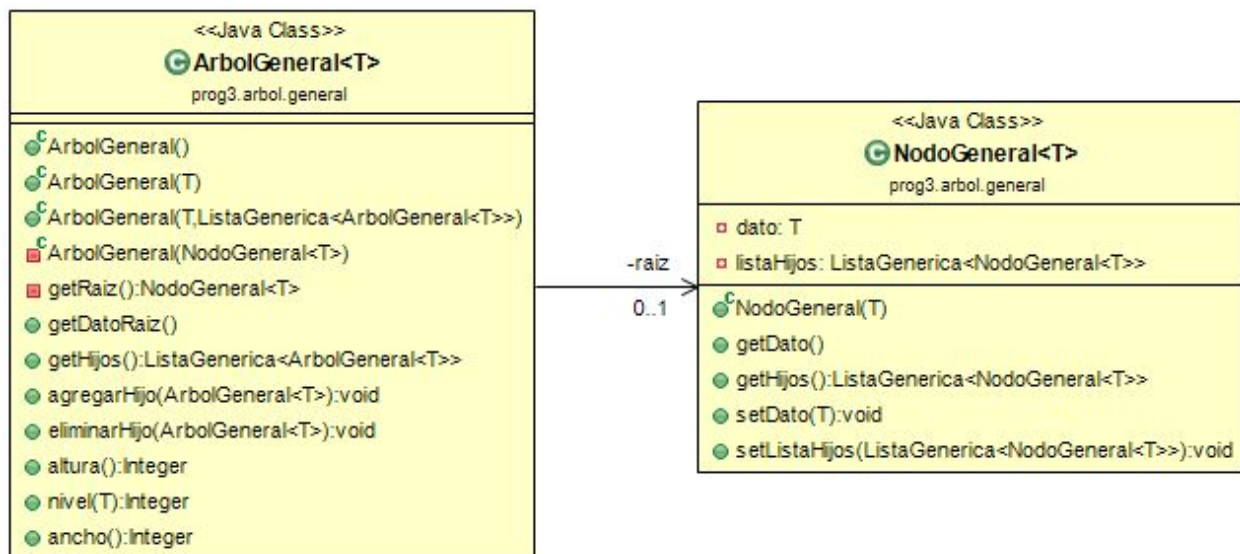 <<Java Class>>
ArbolGeneral<T>
prog3.arbol.general
ArbolGeneral()
ArbolGeneral(T)
ArbolGeneral(T,ListaGenerica<ArbolGeneral<T>>)
ArbolGeneral(NodoGeneral<T>)
getRaiz():NodoGeneral<T>
getDatoRaiz()
getHijos():ListaGenerica<ArbolGeneral<T>>
agregarHijo(ArbolGeneral<T>):void
eliminarHijo(ArbolGeneral<T>):void
altura():Integer
nivel(T):Integer
ancho():Integer
-raiz
0..1
<<Java Class>>
NodoGeneral<T>
prog3.arbol.general
dato: T
listaHijos: ListaGenerica<NodoGeneral<T>>
NodoGeneral(T)
getDato()
getHijos():ListaGenerica<NodoGeneral<T>>
setDato(T):void
setListaHijos(ListaGenerica<NodoGeneral<T>>):void